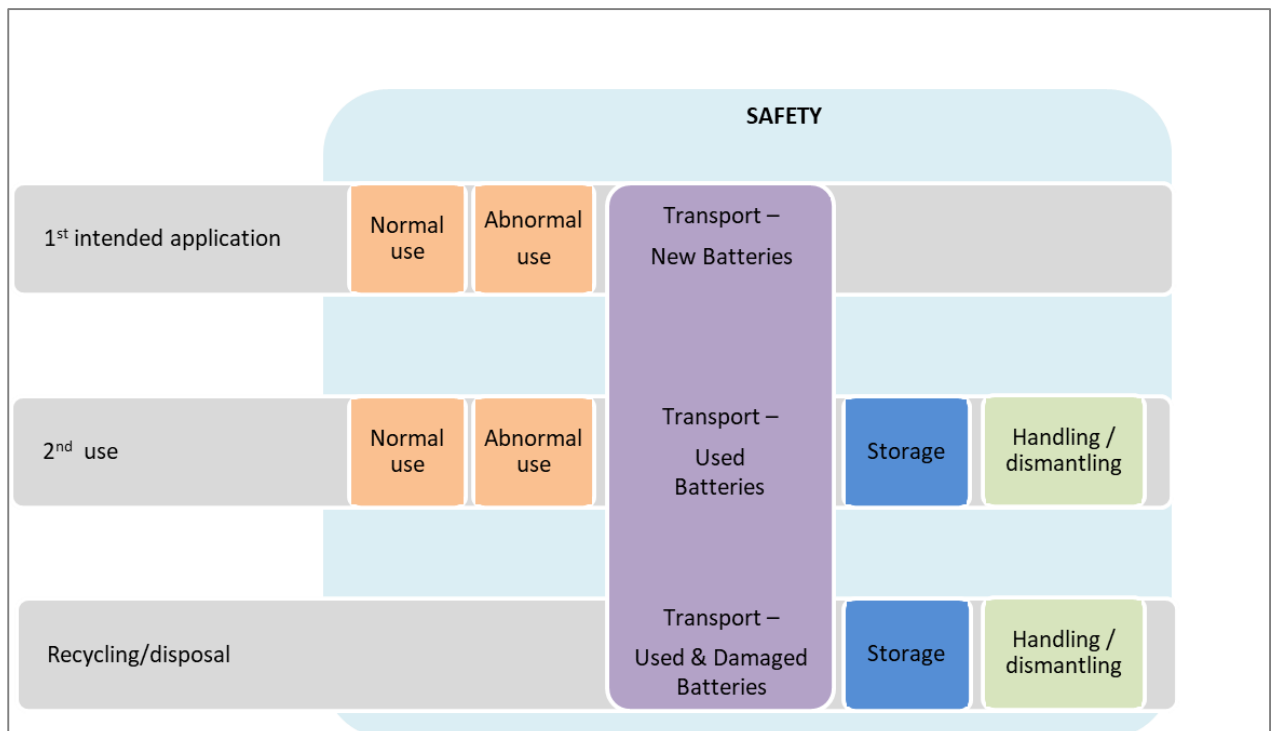 SAFETY
1st intended application
Normal
use
Abnormal
use
Transport –
New Batteries
2nd use
Normal
use
Abnormal
use
Transport –
Used
Batteries
Storage
Handling /
dismantling
Recycling/disposal
Transport –
Used & Damaged
Batteries
Storage
Handling /
dismantling